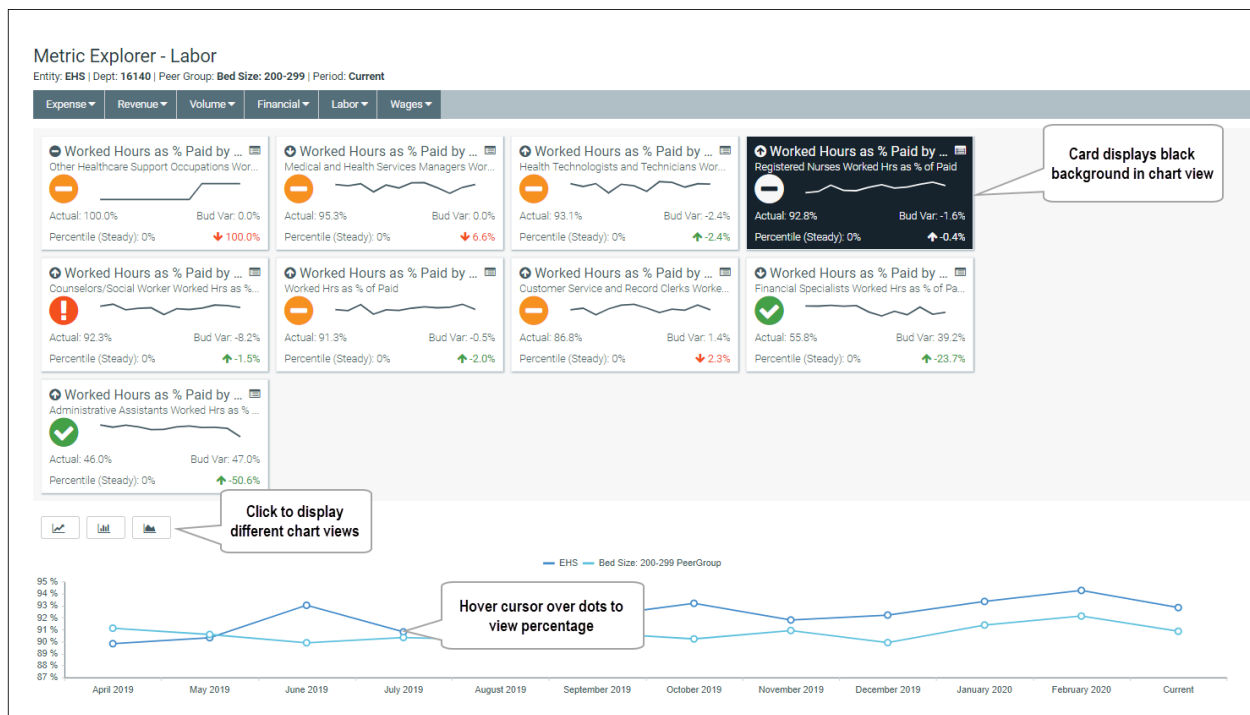 Metric Explorer - Labor
Entity: EHS | Dept: 16140 | Peer Group: Bed Size: 200-299 | Period: Current
Expense Revenue Volume Financial Labor Wages
Worked Hours as % Paid by ...
Other Healthcare Support Occupations Wor...
Actual: 100.0% Bud Var: 0.0%
Percentile (Steady): 0% 100.0%
Worked Hours as % Paid by ...
Medical and Health Services Managers Wor...
Actual: 95.3% Bud Var: 0.0%
Percentile (Steady): 0% 6.6%
Worked Hours as % Paid by ...
Health Technologists and Technicians Wor...
Actual: 93.1% Bud Var: -2.4%
Percentile (Steady): 0% -2.4%
Worked Hours as % Paid by ...
Registered Nurses Worked Hrs as % of Paid
Actual: 92.8% Bud Var: -1.6%
Percentile (Steady): 0% -0.4%
Card displays black
background in chart view
Worked Hours as % Paid by ...
Counselors/Social Worker Worked Hrs as %...
Actual: 92.3% Bud Var: -8.2%
Percentile (Steady): 0% -1.5%
Worked Hours as % Paid by ...
Worked Hrs as % of Paid
Actual: 91.3% Bud Var: -0.5%
Percentile (Steady): 0% -2.0%
Worked Hours as % Paid by ...
Customer Service and Record Clerks Worke...
Actual: 86.8% Bud Var: 1.4%
Percentile (Steady): 0% 2.3%
Worked Hours as % Paid by ...
Financial Specialists Worked Hrs as % of Pa...
Actual: 55.8% Bud Var: 39.2%
Percentile (Steady): 0% -23.7%
Worked Hours as % Paid by ...
Administrative Assistants Worked Hrs as % ...
Actual: 46.0% Bud Var: 47.0%
Percentile (Steady): 0% -50.6%
Click to display
different chart views
EHS Bed Size: 200-299 PeerGroup
95 %
94 %
93 %
92 %
91 %
90 %
89 %
88 %
87 %
Hover cursor over dots to
view percentage
April 2019 May 2019 June 2019 July 2019 August 2019 September 2019 October 2019 November 2019 December 2019 January 2020 February 2020 Current